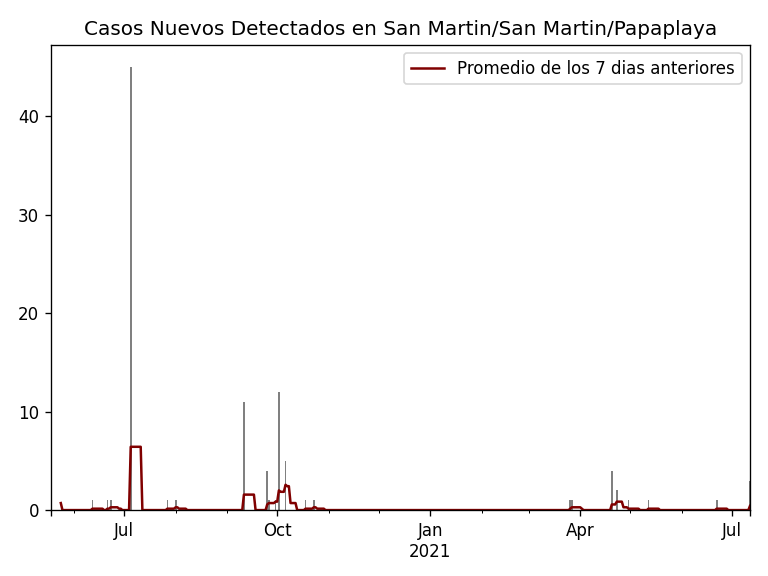 Casos Nuevos Detectados en San Martin/San Martin/Papaplaya
Promedio de los 7 dias anteriores
40
30
20
10
0
Jul Oct Jan Apr Jul
2021